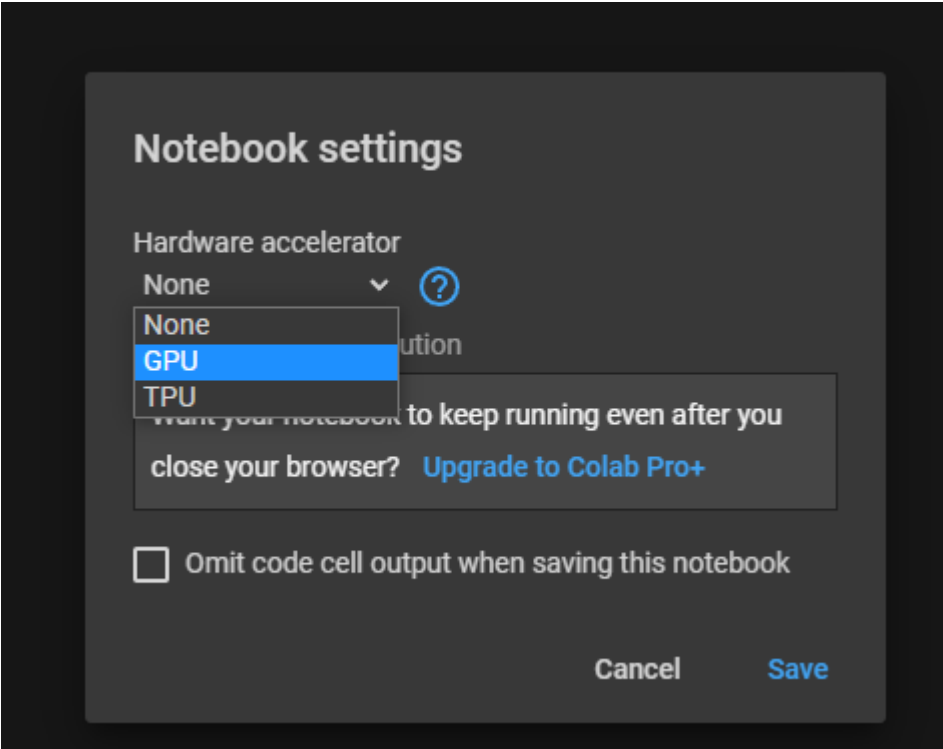 Notebook settings
Hardware accelerator
None
?
None
GPU
TPU
ution
to keep running even after you
close your browser? Upgrade to Colab Pro+
Omit code cell output when saving this notebook
Cancel Save